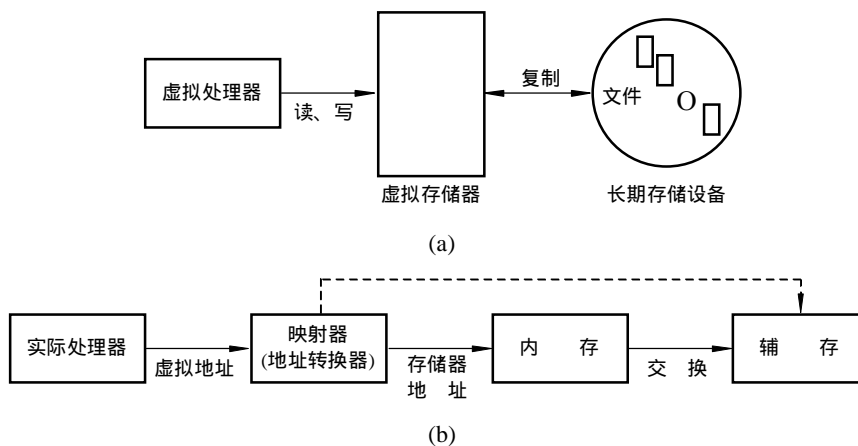 虚拟处理器
读、写
虚拟存储器
复制
文件
O
长期存储设备
(a)
实际处理器
虚拟地址
映射器
(地址转换器)
存储器
地 址
内 存
交 换
辅 存
(b)